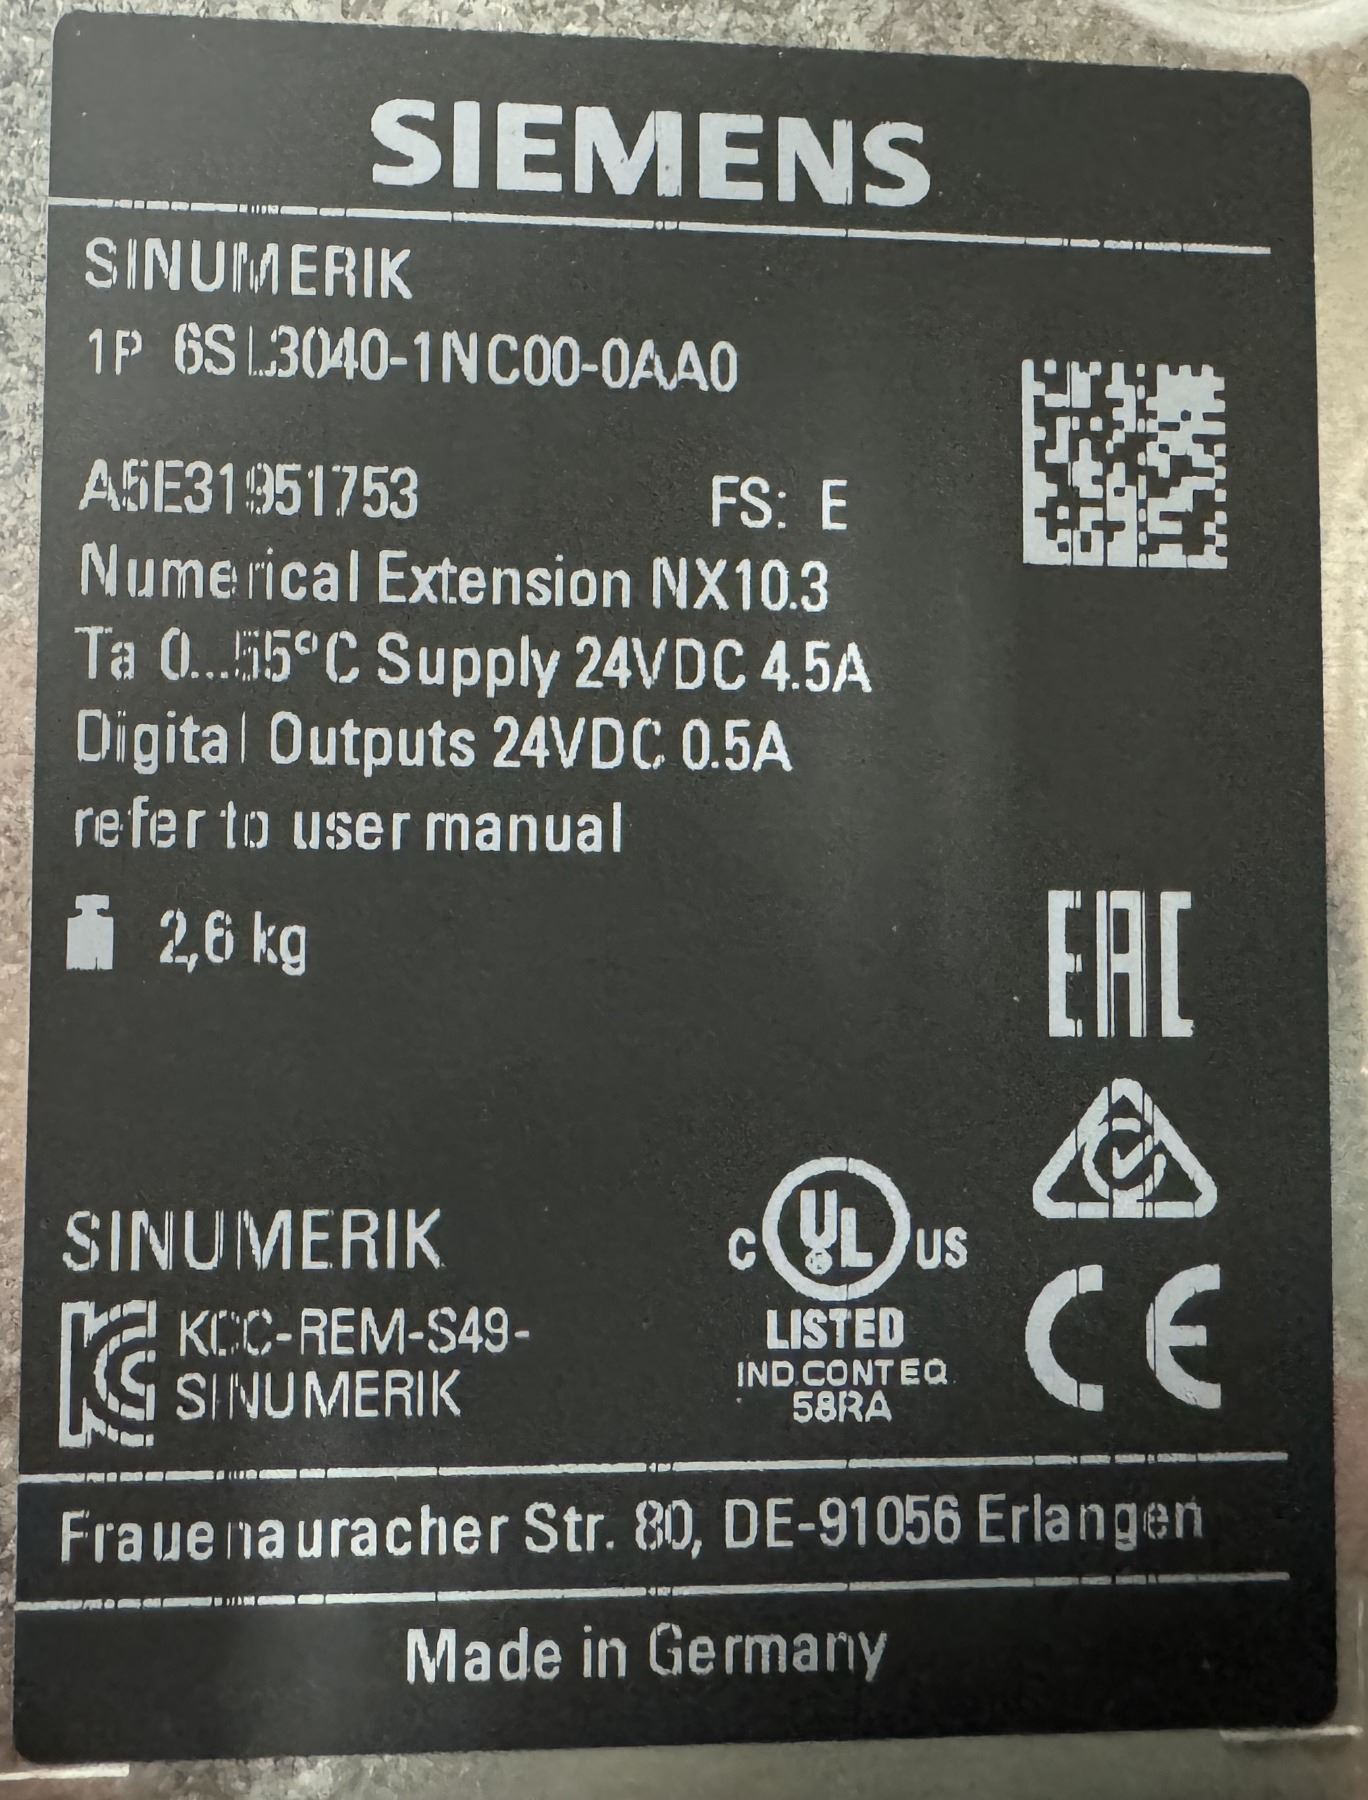 SIEMENS
SINUMERIK
1P 6SL3040-1NC00-0AA0
A5E31951753 FS: E
Numerical Extension NX10.3
Ta 0...55°C Supply 24VDC 4.5A
Digital Outputs 24VDC 0.5A
refer to user manual
2,6 kg
EAC
SINUMERIK
KCC-REM-S49-
SINUMERIK
C UL US
LISTED
IND.CONT.EQ.
58RA
CE
Frauenauracher Str. 80, DE-91056 Erlangen
Made in Germany